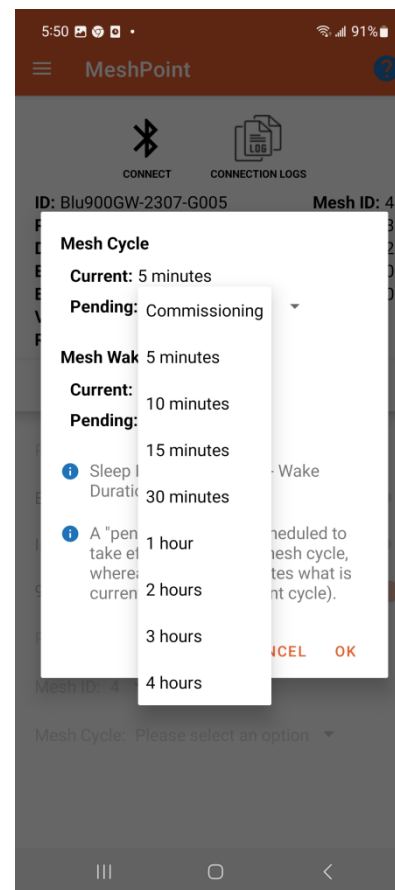 5:50 91%
MeshPoint ?
LOG
CONNECT CONNECTION LOGS
ID: Blu900GW-2307-G005 Mesh ID: 4
Mesh Cycle
Current: 5 minutes
Pending:
Commissioning
5 minutes
10 minutes
15 minutes
30 minutes
1 hour
2 hours
3 hours
4 hours
Mesh Wak
Current:
Pending:
Sleep - Wake
Durati
A "pen heduled to
take ef mesh cycle,
wherea tes what is
curren nt cycle).
NCEL OK
Mesh ID: 4
Mesh Cycle: Please select an option